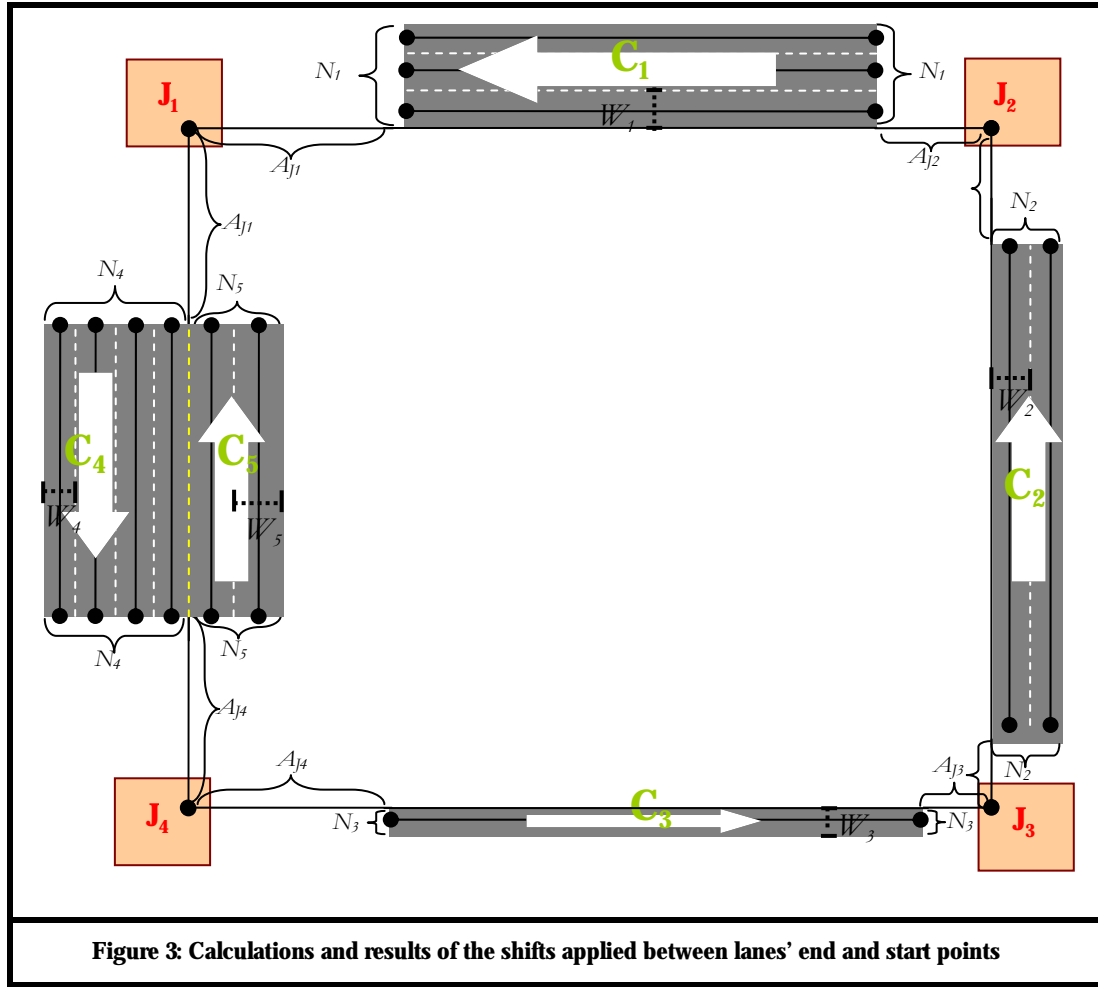 C1
N1
N1
J1
J2
W1
AJ1
AJ2
AJ1
N2
N4
N5
W2
C4
C5
C2
W4
W5
N4
N5
AJ4
AJ4
AJ3
N2
C3
J4
N3
W3
N3
J3
Figure 3: Calculations and results of the shifts applied between lanes’ end and start points